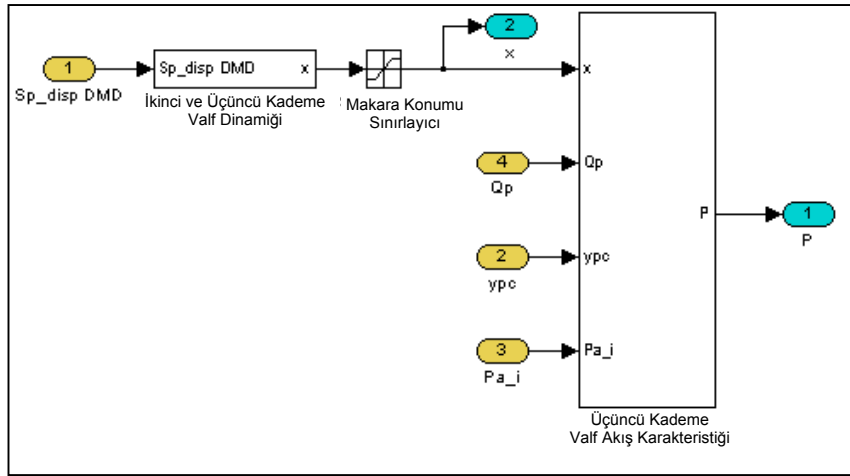 2
x
1
Sp_disp DMD
Sp_disp DMD x
İkinci ve Üçüncü Kademe
Valf Dinamiği
Makara Konumu
Sınırlayıcı
x
4
Qp
Qp
P
1
P
2
ypc
ypc
3
Pa_i
Pa_i
Üçüncü Kademe
Valf Akış Karakteristiği